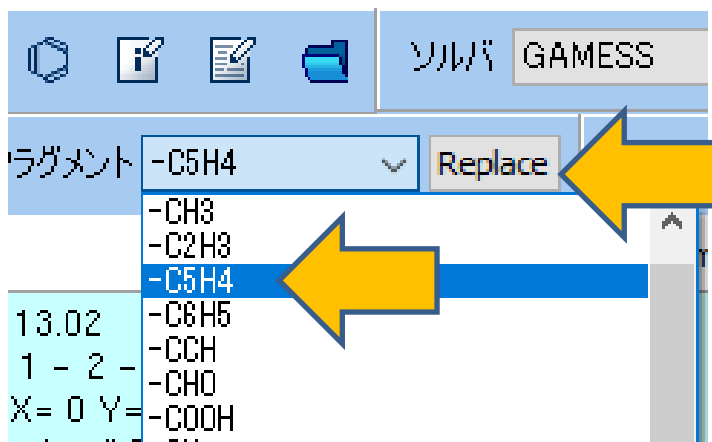 ソルバ GAMESS
ラグメント -C5H4 Replace
-CH3
-C2H3
-C5H4
-C6H5
-CCH
-CHO
-COOH
13.02
1 - 2 -
X= 0 Y=